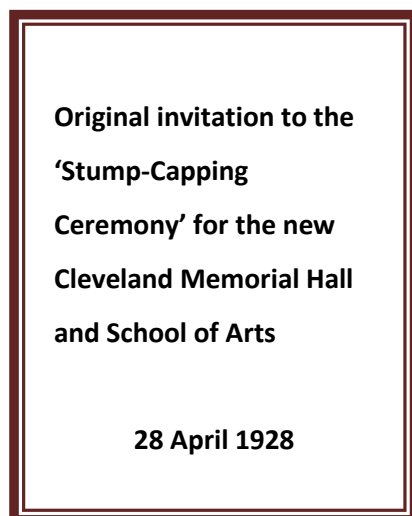 Original invitation to the
‘Stump-Capping
Ceremony’ for the new
Cleveland Memorial Hall
and School of Arts
28 April 1928